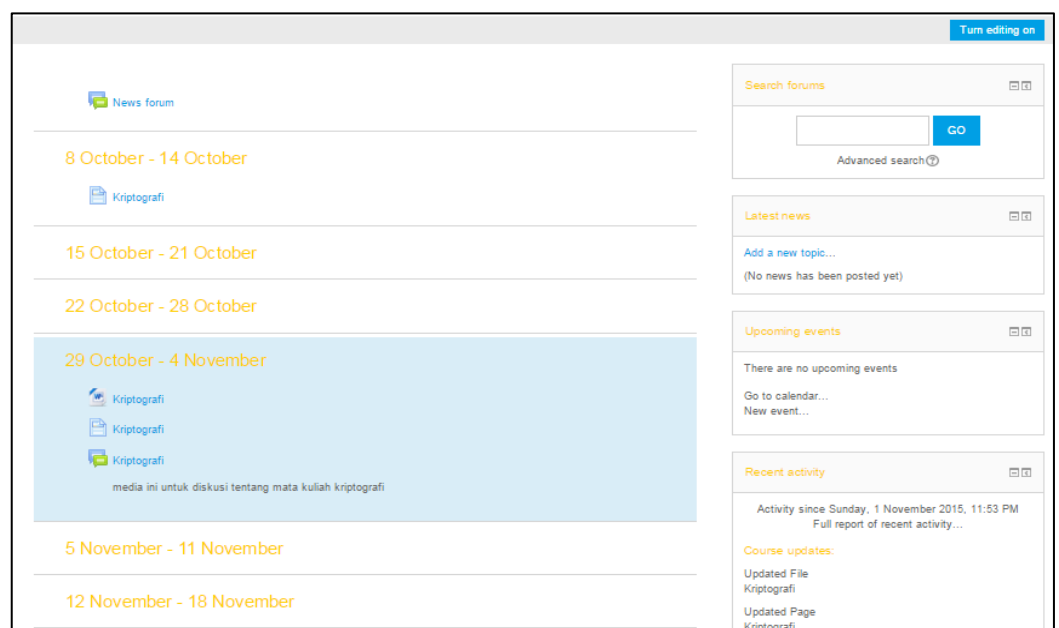 Turn editing on
News forum
8 October - 14 October
Kriptografi
15 October - 21 October
22 October - 28 October
29 October - 4 November
Kriptografi
Kriptografi
Kriptografi
media ini untuk diskusi tentang mata kuliah kriptografi
5 November - 11 November
12 November - 18 November
Search forums
GO
Advanced search
Latest news
Add a new topic...
(No news has been posted yet)
Upcoming events
There are no upcoming events
Go to calendar...
New event...
Recent activity
Activity since Sunday, 1 November 2015, 11:53 PM
Full report of recent activity...
Course updates:
Updated File
Kriptografi
Updated Page
Kriptografi